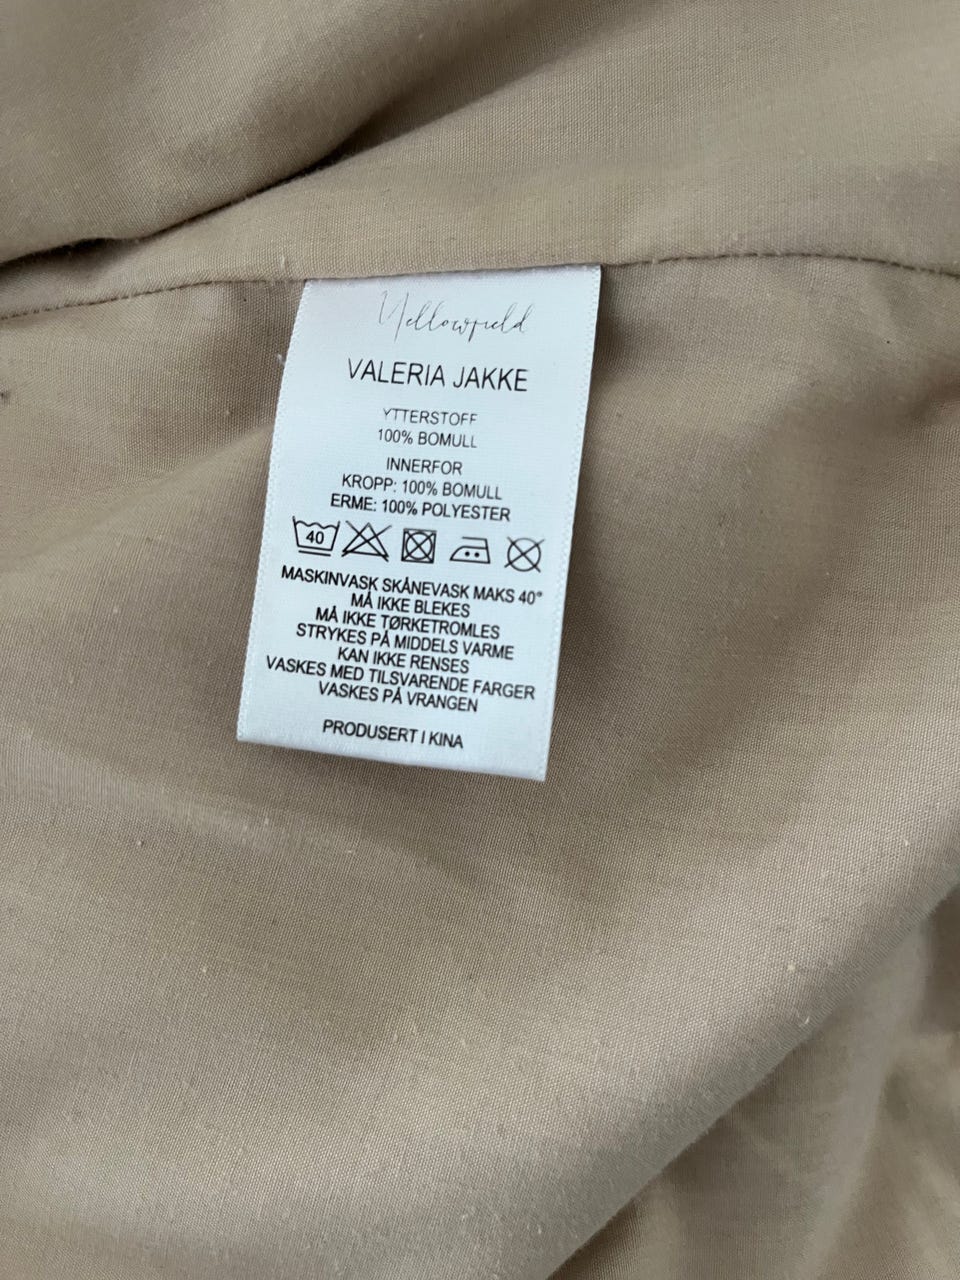 Yellowfield
VALERIA JAKKE
YTTERSTOFF
100% BOMULL
INNERFOR
KROPP: 100% BOMULL
ERME: 100% POLYESTER
40
MASKINVASK SKÅNEVASK MAKS 40°
MÅ IKKE BLEKES
MÅ IKKE TØRKETROMLES
STRYKES PÅ MIDDELS VARME
KAN IKKE RENSES
VASKES MED TILSVARENDE FARGER
VASKES PÅ VRANGEN
PRODUSERT I KINA